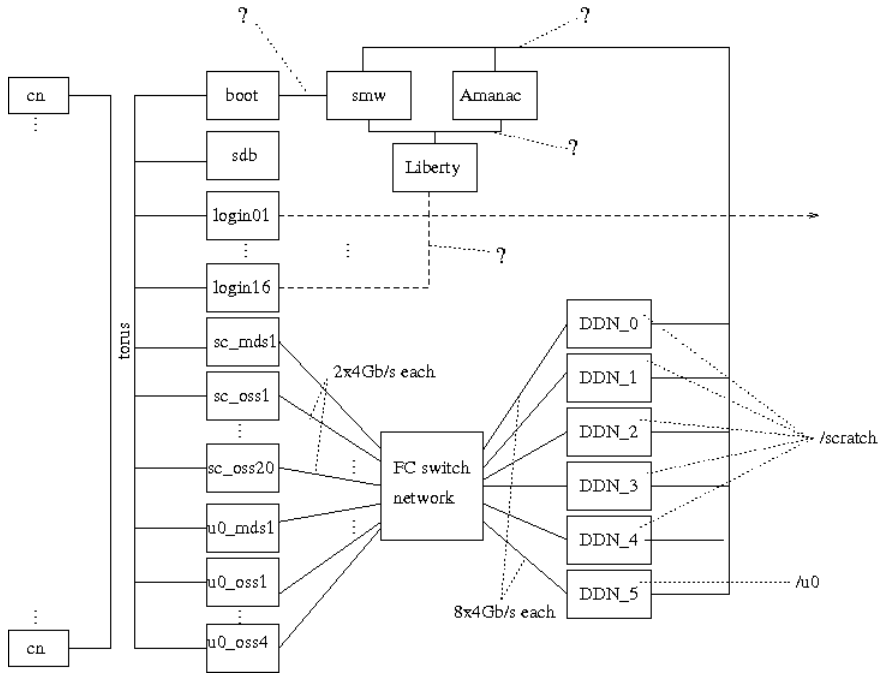 ?
?
cn
boot
smw
Amanac
⋮
sdb
Liberty
?
login01
⋮
⋮
?
login16
torus
sc_mds1
2x4Gb/s each
DDN_0
sc_oss1
DDN_1
⋮
DDN_2
/scratch
sc_oss20
FC switch
network
⋮
DDN_3
u0_mds1
⋮
DDN_4
u0_oss1
DDN_5
/u0
⋮
⋮
8x4Gb/s each
cn
u0_oss4